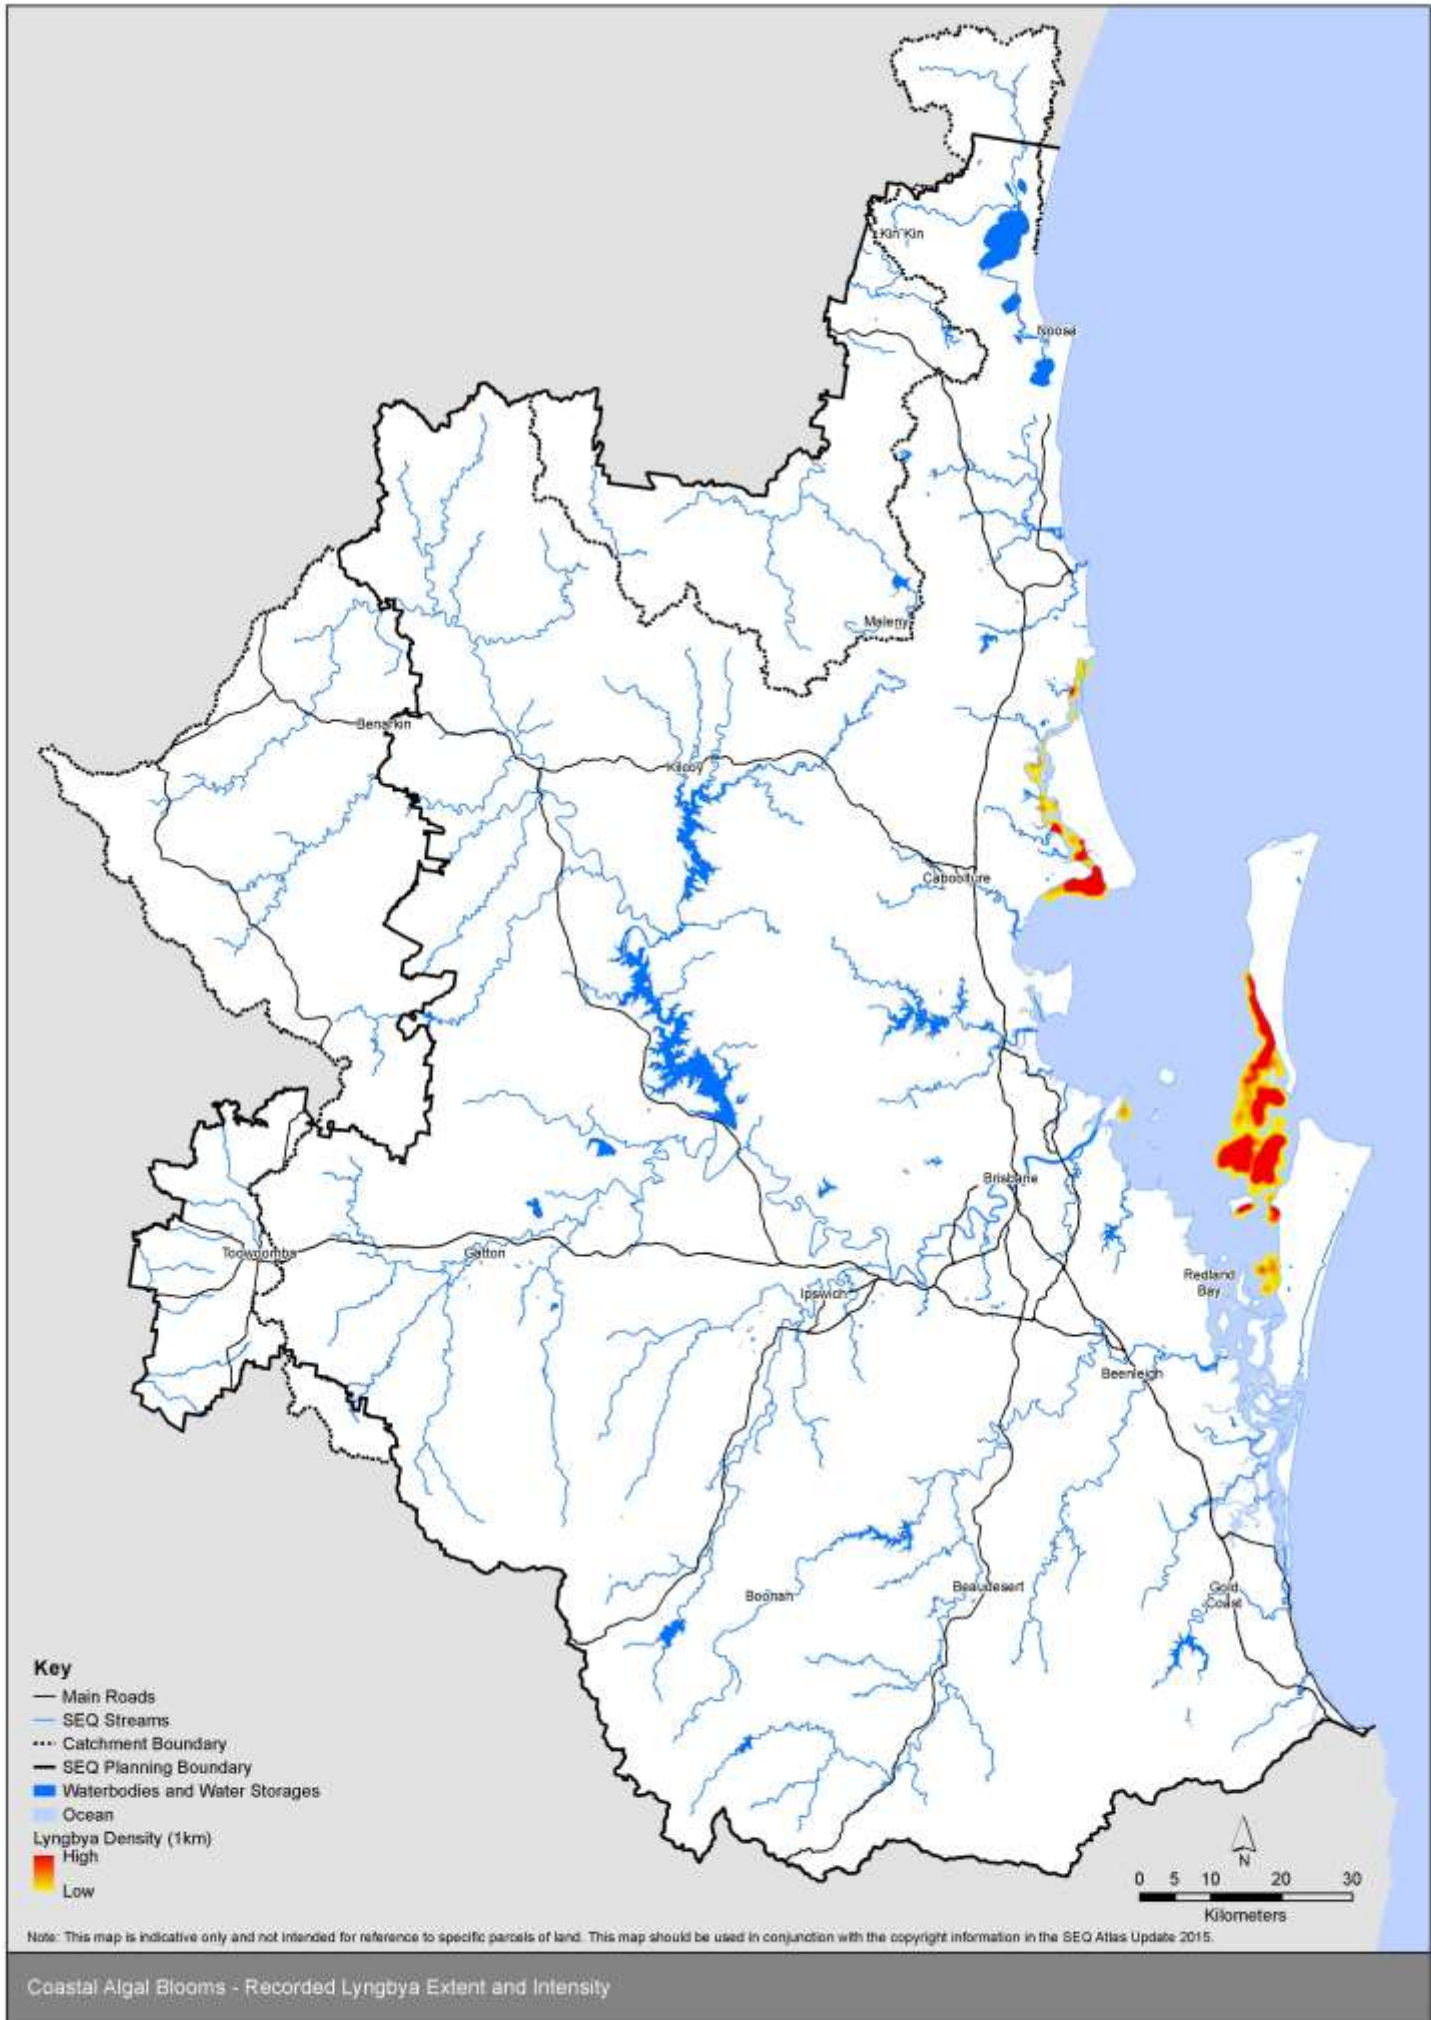 Kin Kin
Noosa
Maleny
Benarkin
Kilcoy
Caboolture
Brisbane
Toowoomba
Gatton
Redland
Bay
Ipswich
Beenleigh
Boonah
Beaudesert
Gold
Coast
Key
Main Roads
SEQ Streams
Catchment Boundary
SEQ Planning Boundary
Waterbodies and Water Storages
Ocean
Lyngbya Density (1km)
High
Low
N
0 5 10 20 30
Kilometers
Note: This map is indicative only and not intended for reference to specific parcels of land. This map should be used in conjunction with the copyright information in the SEQ Atlas Update 2015.
Coastal Algal Blooms - Recorded Lyngbya Extent and Intensity